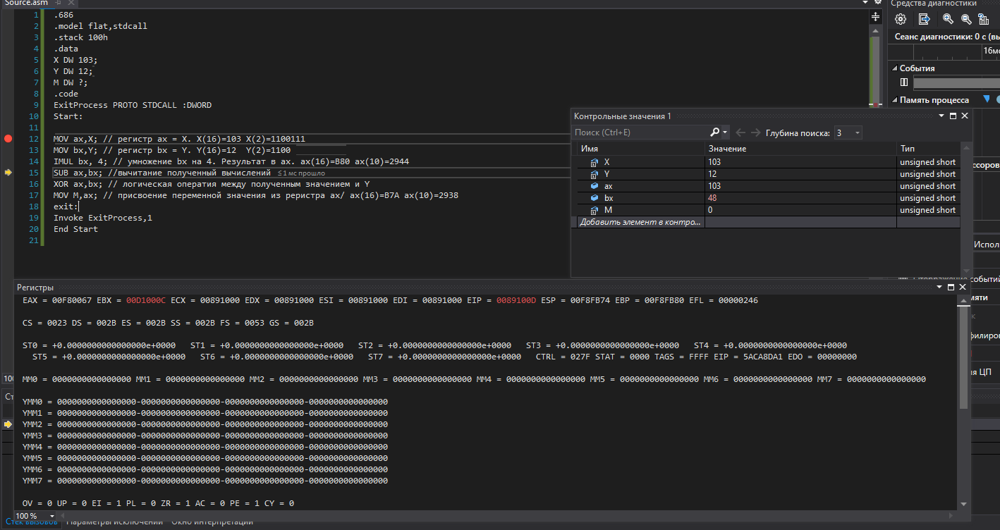 Source.asm
1 .686
2 .model flat,stdcall
3 .stack 100h
4 .data
5 X DW 103;
6 Y DW 12;
7 M DW ?;
8 .code
9 ExitProcess PROTO STDCALL :DWORD
10 Start:
11
12 MOV ax,X; // регистр ax = X. X(16)=103 X(2)=1100111
13 MOV bx,Y; // регистр bx = Y. Y(16)=12  Y(2)=1100
14 IMUL bx, 4; // умножение bx на 4. Результат в ax. ax(16)=B80 ax(10)=2944
15 SUB ax,bx; //вычитание полученный вычислений ≤1 мс прошло
16 XOR ax,bx; // логическая оператия между полученным значением и Y
17 MOV M,ax; // присвоение переменной значения из реристра ax/ ax(16)=B7A ax(10)=2938
18 exit:
19 Invoke ExitProcess,1
20 End Start
21
Средства диагностики
Сеанс диагностики: 0 с (вы
16мс
События
Память процесса
Контрольные значения 1
Поиск (Ctrl+E) Глубина поиска: 3
Имя Значение Тип
X 103 unsigned short
Y 12 unsigned short
ax 103 unsigned short
bx 48 unsigned short
M 0 unsigned short
Добавить элемент в контро...
ссоров
Испол
событий
мяти
филиров
я ЦП
Регистры
EAX = 00F80067 EBX = 00D1000C ECX = 00891000 EDX = 00891000 ESI = 00891000 EDI = 00891000 EIP = 0089100D ESP = 00F8FB74 EBP = 00F8FB80 EFL = 00000246
CS = 0023 DS = 002B ES = 002B SS = 002B FS = 0053 GS = 002B
ST0 = +0.0000000000000000e+0000   ST1 = +0.0000000000000000e+0000   ST2 = +0.0000000000000000e+0000   ST3 = +0.0000000000000000e+0000   ST4 = +0.0000000000000000e+0000
ST5 = +0.0000000000000000e+0000   ST6 = +0.0000000000000000e+0000   ST7 = +0.0000000000000000e+0000   CTRL = 027F STAT = 0000 TAGS = FFFF EIP = 5ACA8DA1 EDO = 00000000
MM0 = 0000000000000000 MM1 = 0000000000000000 MM2 = 0000000000000000 MM3 = 0000000000000000 MM4 = 0000000000000000 MM5 = 0000000000000000 MM6 = 0000000000000000 MM7 = 0000000000000000
YMM0 = 0000000000000000-0000000000000000-0000000000000000-0000000000000000
YMM1 = 0000000000000000-0000000000000000-0000000000000000-0000000000000000
YMM2 = 0000000000000000-0000000000000000-0000000000000000-0000000000000000
YMM3 = 0000000000000000-0000000000000000-0000000000000000-0000000000000000
YMM4 = 0000000000000000-0000000000000000-0000000000000000-0000000000000000
YMM5 = 0000000000000000-0000000000000000-0000000000000000-0000000000000000
YMM6 = 0000000000000000-0000000000000000-0000000000000000-0000000000000000
YMM7 = 0000000000000000-0000000000000000-0000000000000000-0000000000000000
OV = 0 UP = 0 EI = 1 PL = 0 ZR = 1 AC = 0 PE = 1 CY = 0
100 %
100
Ст
Стек вызовов Параметры исключений Окно интерпретации